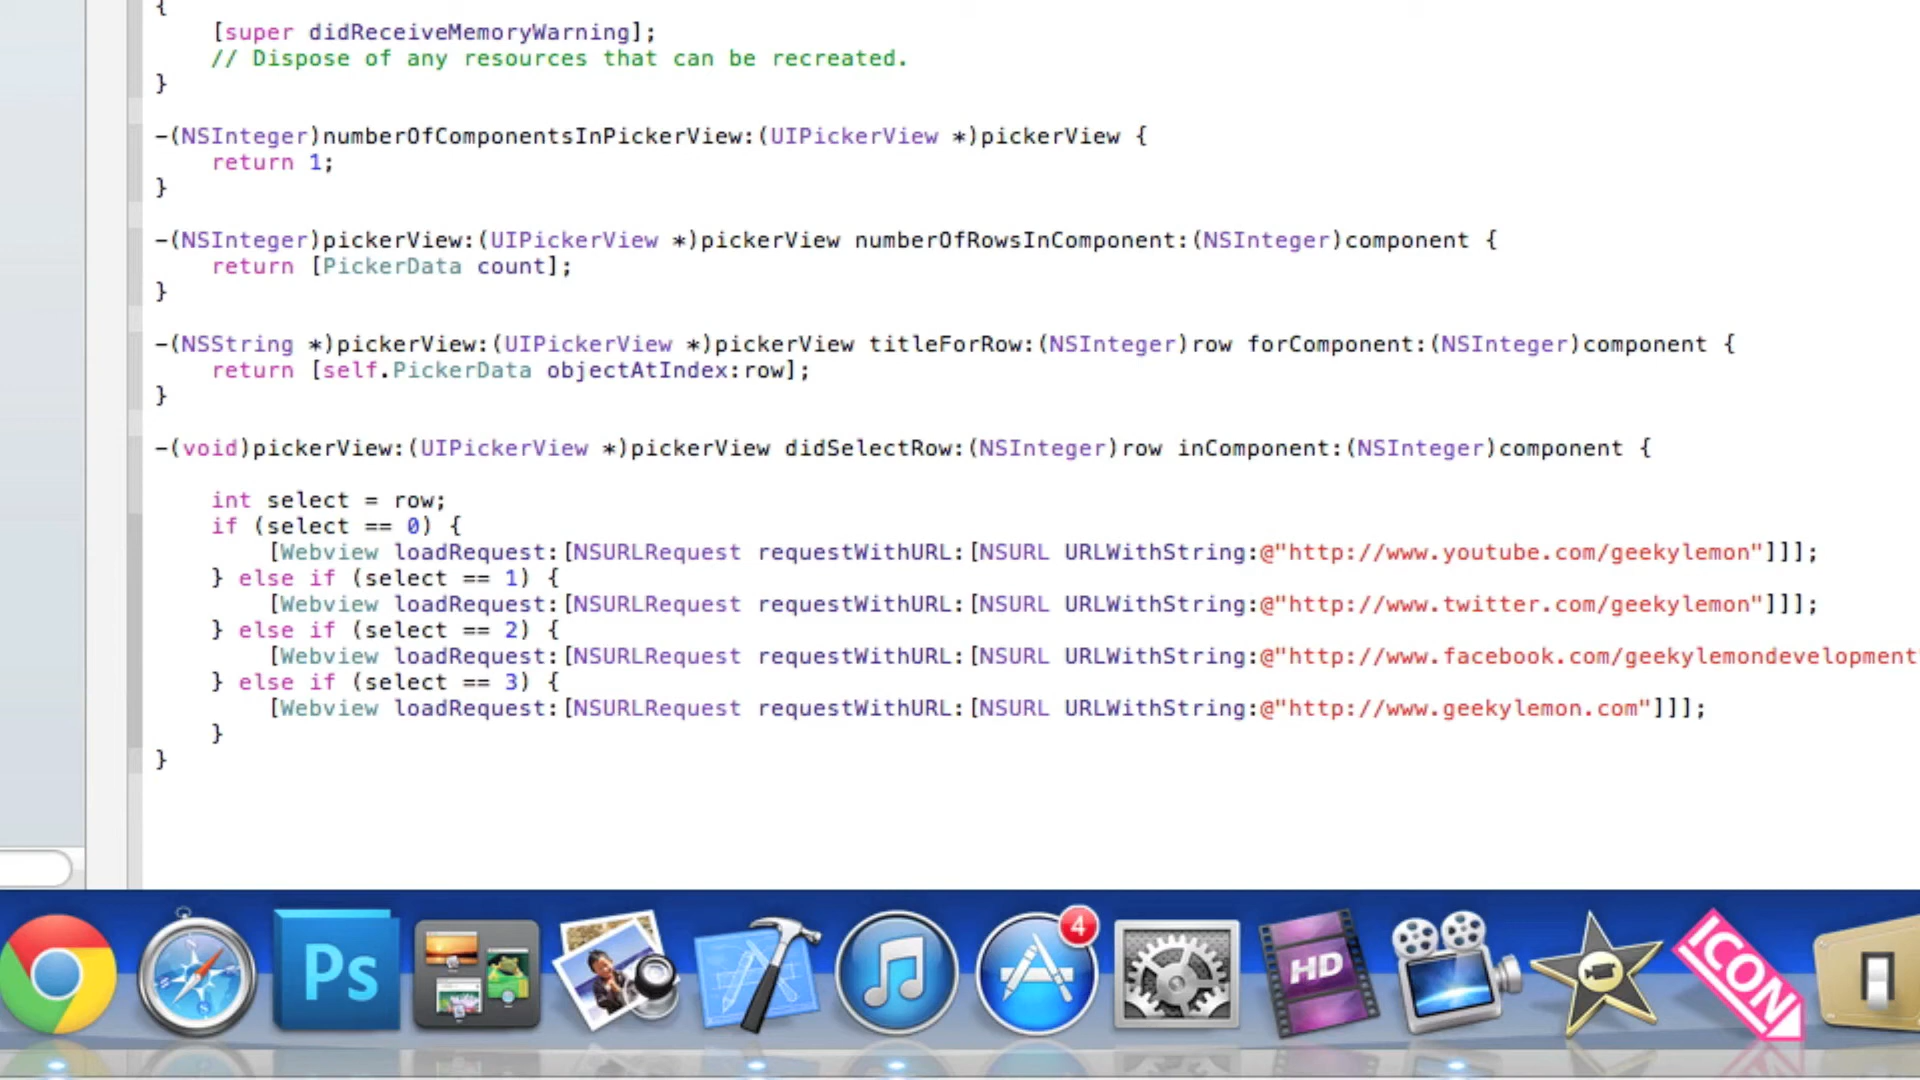 {
[super didReceiveMemoryWarning];
// Dispose of any resources that can be recreated.
}
-(NSInteger)numberOfComponentsInPickerView:(UIPickerView *)pickerView {
return 1;
}
-(NSInteger)pickerView:(UIPickerView *)pickerView numberOfRowsInComponent:(NSInteger)component {
return [PickerData count];
}
-(NSString *)pickerView:(UIPickerView *)pickerView titleForRow:(NSInteger)row forComponent:(NSInteger)component {
return [self.PickerData objectAtIndex:row];
}
-(void)pickerView:(UIPickerView *)pickerView didSelectRow:(NSInteger)row inComponent:(NSInteger)component {
int select = row;
if (select == 0) {
[Webview loadRequest:[NSURLRequest requestWithURL:[NSURL URLWithString:@"http://www.youtube.com/geekylemon"]]];
} else if (select == 1) {
[Webview loadRequest:[NSURLRequest requestWithURL:[NSURL URLWithString:@"http://www.twitter.com/geekylemon"]]];
} else if (select == 2) {
[Webview loadRequest:[NSURLRequest requestWithURL:[NSURL URLWithString:@"http://www.facebook.com/geekylemondevelopment"
} else if (select == 3) {
[Webview loadRequest:[NSURLRequest requestWithURL:[NSURL URLWithString:@"http://www.geekylemon.com"]]];
}
}
Ps
4
HD
ICON